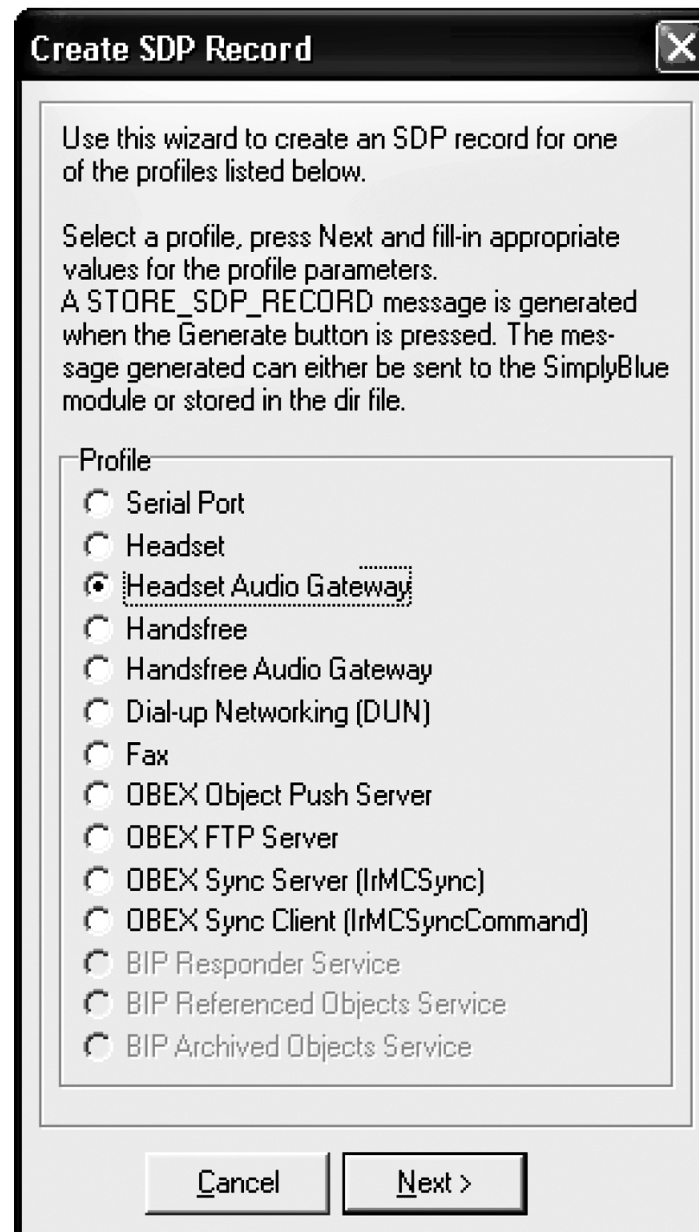 Create SDP Record
Use this wizard to create an SDP record for one
of the profiles listed below.
Select a profile, press Next and fill-in appropriate
values for the profile parameters.
A STORE_SDP_RECORD message is generated
when the Generate button is pressed. The mes-
sage generated can either be sent to the SimplyBlue
module or stored in the dir file.
Profile
Serial Port
Headset
Headset Audio Gateway
Handsfree
Handsfree Audio Gateway
Dial-up Networking (DUN)
Fax
OBEX Object Push Server
OBEX FTP Server
OBEX Sync Server (IrMCSync)
OBEX Sync Client (IrMCSyncCommand)
BIP Responder Service
BIP Referenced Objects Service
BIP Archived Objects Service
Cancel
Next >